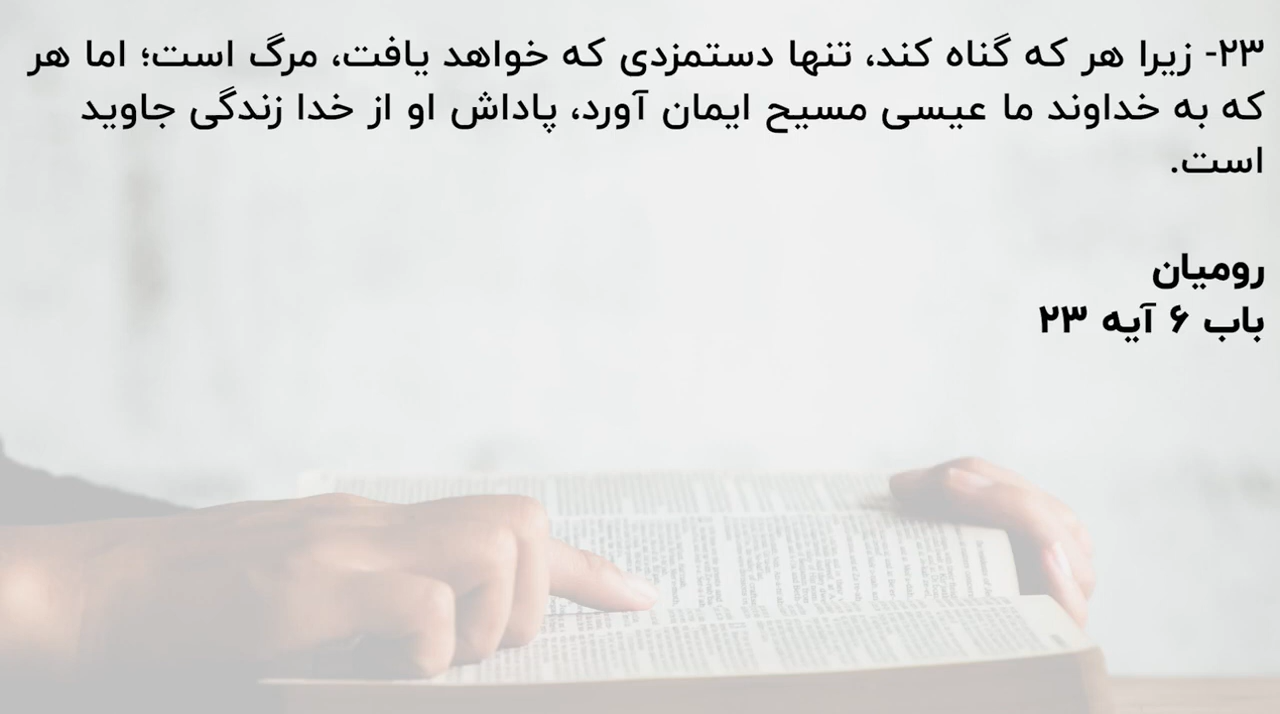 ۲۳- زیرا هر که گناه کند، تنها دستمزدی که خواهد یافت، مرگ است؛ اما هر
که به خداوند ما عیسی مسیح ایمان آورد، پاداش او از خدا زندگی جاوید
است.
رومیان
باب ۶ آیه ۲۳